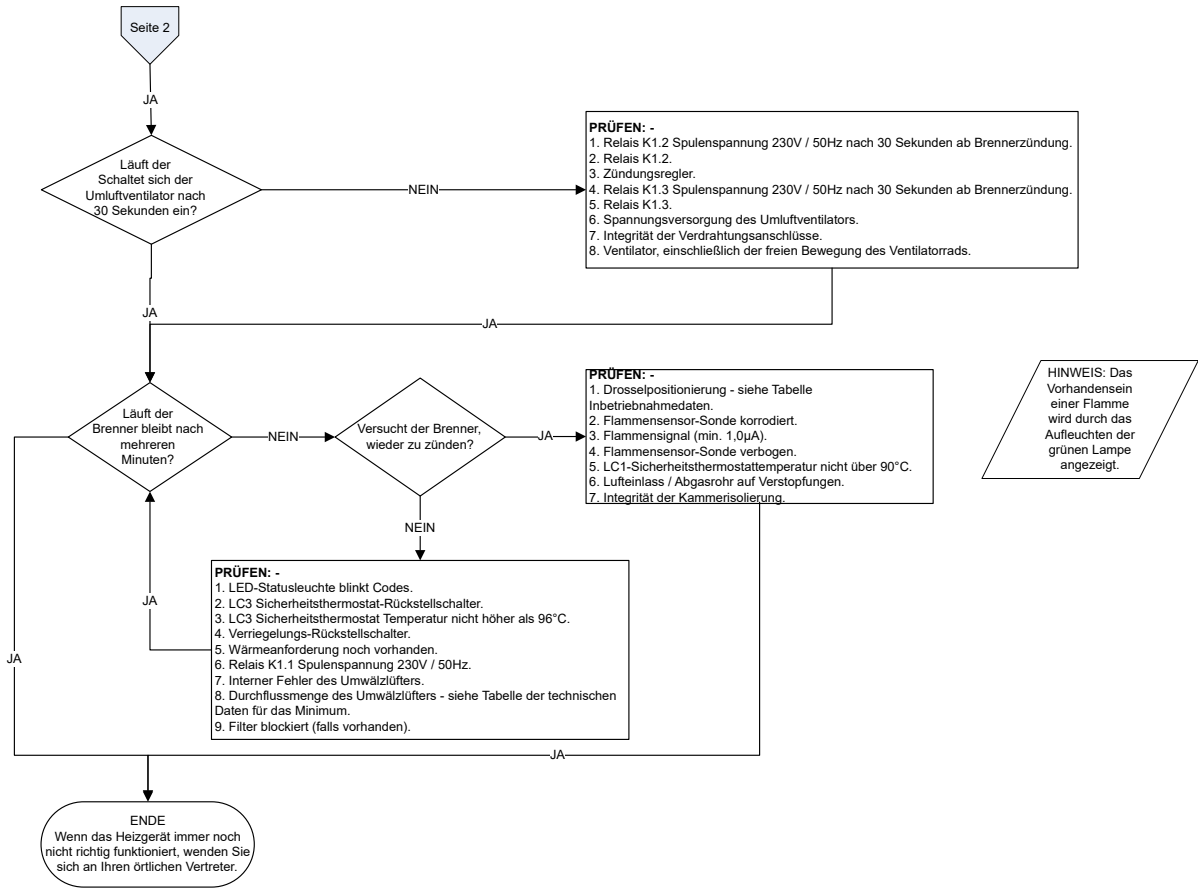 Seite 2
JA
Läuft der
Schaltet sich der
Umluftventilator nach
30 Sekunden ein?
NEIN
PRÜFEN: -
1. Relais K1.2 Spulenspannung 230V / 50Hz nach 30 Sekunden ab Brennerzündung.
2. Relais K1.2.
3. Zündungsregler.
4. Relais K1.3 Spulenspannung 230V / 50Hz nach 30 Sekunden ab Brennerzündung.
5. Relais K1.3.
6. Spannungsversorgung des Umluftventilators.
7. Integrität der Verdrahtungsanschlüsse.
8. Ventilator, einschließlich der freien Bewegung des Ventilatorrads.
JA
JA
Läuft der
Brenner bleibt nach
mehreren
Minuten?
NEIN
Versucht der Brenner,
wieder zu zünden?
JA
PRÜFEN: -
1. Drosselpositionierung - siehe Tabelle
Inbetriebnahmedaten.
2. Flammensensor-Sonde korrodiert.
3. Flammensignal (min. 1,0µA).
4. Flammensensor-Sonde verbogen.
5. LC1-Sicherheitsthermostattemperatur nicht über 90°C.
6. Lufteinlass / Abgasrohr auf Verstopfungen.
7. Integrität der Kammerisolierung.
HINWEIS: Das
Vorhandensein
einer Flamme
wird durch das
Aufleuchten der
grünen Lampe
angezeigt.
NEIN
PRÜFEN: -
1. LED-Statusleuchte blinkt Codes.
2. LC3 Sicherheitsthermostat-Rückstellschalter.
3. LC3 Sicherheitsthermostat Temperatur nicht höher als 96°C.
4. Verriegelungs-Rückstellschalter.
5. Wärmeanforderung noch vorhanden.
6. Relais K1.1 Spulenspannung 230V / 50Hz.
7. Interner Fehler des Umwälzlüfters.
8. Durchflussmenge des Umwälzlüfters - siehe Tabelle der technischen
Daten für das Minimum.
9. Filter blockiert (falls vorhanden).
JA
JA
JA
ENDE
Wenn das Heizgerät immer noch
nicht richtig funktioniert, wenden Sie
sich an Ihren örtlichen Vertreter.